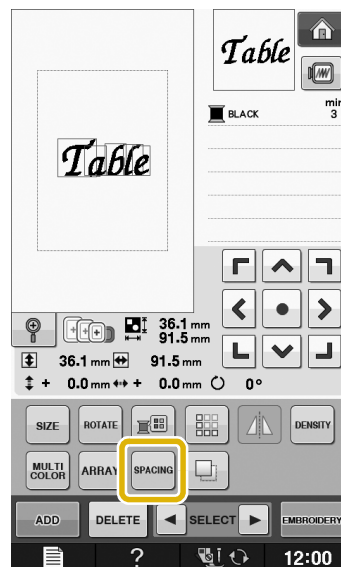 Table
Table
BLACK
min
3
36.1 mm
91.5 mm
36.1 mm 91.5 mm
+ 0.0 mm + 0.0 mm 0°
SIZE ROTATE DENSITY
MULTI COLOR ARRAY SPACING
ADD DELETE SELECT EMBROIDERY
? 12:00